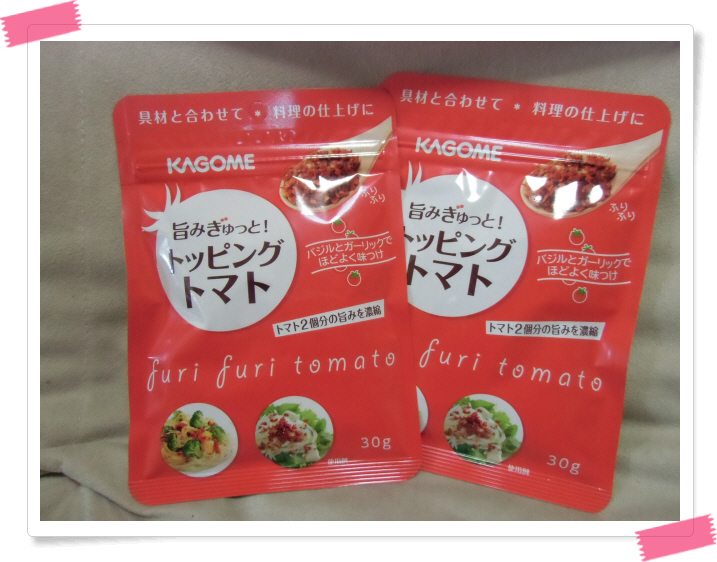 具材と合わせて * 料理の仕上げに
KAGOME
ふり
ふり
旨みぎゅっと!
トッピング
トマト
バジルとガーリックで
ほどよく味つけ
トマト2個分の旨みを濃縮
furi furi tomato
30g
使用例
具材と合わせて * 料理の仕上げに
KAGOME
ふり
ふり
旨みぎゅっと!
トッピング
トマト
バジルとガーリックで
ほどよく味つけ
トマト2個分の旨みを濃縮
furi tomato
30g
使用例